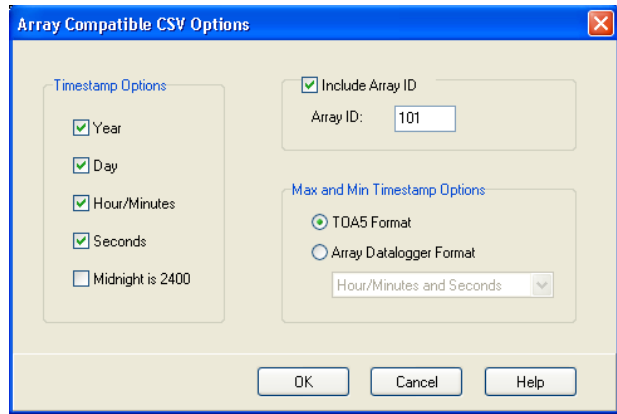 Array Compatible CSV Options
Timestamp Options
Year
Day
Hour/Minutes
Seconds
Midnight is 2400
Include Array ID
Array ID: 101
Max and Min Timestamp Options
TOA5 Format
Array Datalogger Format
Hour/Minutes and Seconds
OK Cancel Help